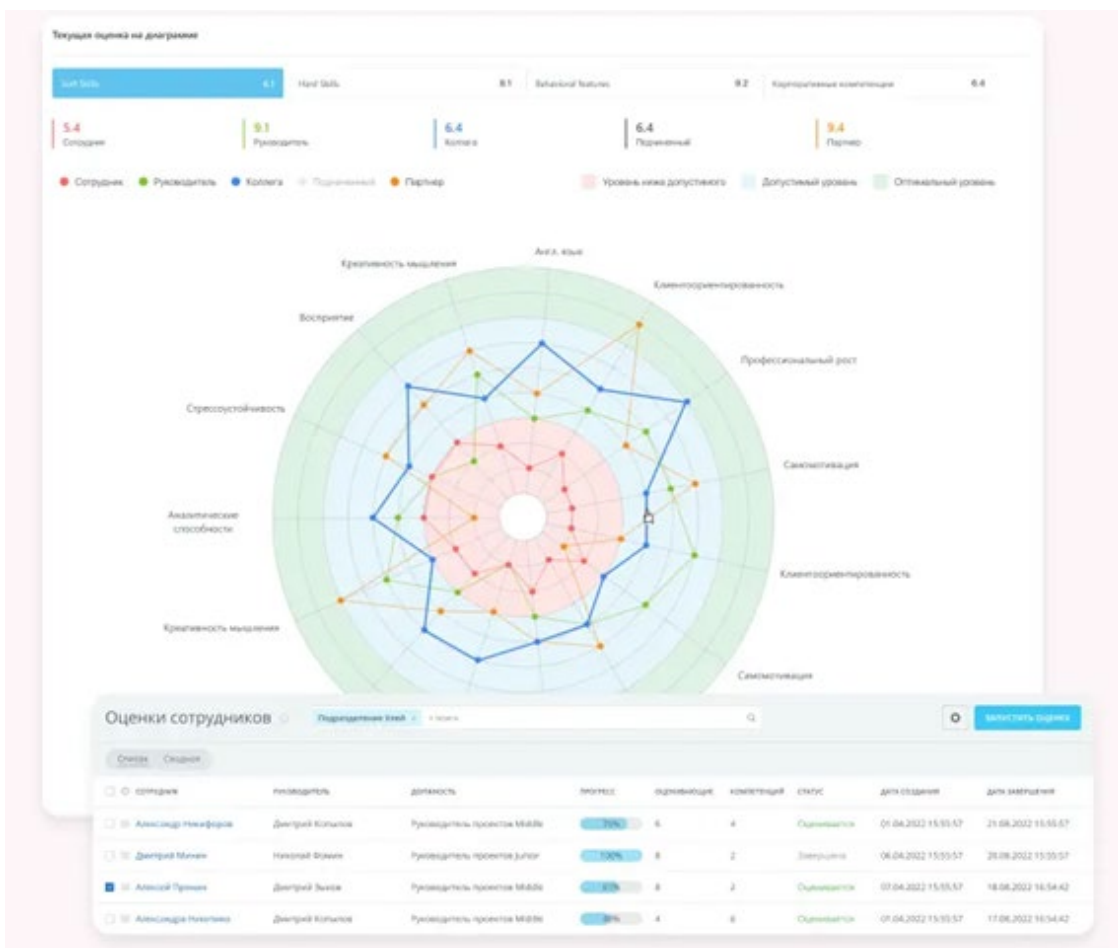 Текущая оценка на диаграмме
Soft Skills 6.1 Hard Skills 8.1 Behavioral features 9.2 Корпоративные компетенции 6.4
5.4 9.1 6.4 6.4 9.4
Сотрудник Руководитель Коллега Подчиненный Партнер
Сотрудник Руководитель Коллега Подчиненный Партнер Уровень ниже допустимого Допустимый уровень Оптимальный уровень
Англ. язык
Креативность мышления
Клиентоориентированность
Восприятие
Профессиональный рост
Стрессоустойчивость
Самомотивация
Аналитические
способности
Клиентоориентированность
Креативность мышления
Самомотивация
Оценки сотрудников + поиск ЗАПУСТИТЬ ОЦЕНКУ
Список Сводная
СОТРУДНИК РУКОВОДИТЕЛЬ ДОЛЖНОСТЬ ПРОГРЕСС ОЦЕНИВАЮЩИЕ КОМПЕТЕНЦИЙ СТАТУС ДАТА СОЗДАНИЯ ДАТА ЗАВЕРШЕНИЯ
Александр Никифоров Дмитрий Копылов Руководитель проектов Middle 75% 6 4 Оценивается 01.04.2022 15:55:57 21.08.2022 15:55:57
Дмитрий Минин Николай Фомин Руководитель проектов Junior 100% 8 2 Завершена 06.04.2022 15:55:57 20.08.2022 15:55:57
Алексей Дмитрий Зыков Руководитель проектов Middle 8 2 Оценивается 07.04.2022 15:55:57 18.08.2022 16:54:42
Александра Дмитрий Копылов Руководитель проектов Middle 4 6 Оценивается 01.04.2022 15:55:57 17.08.2022 16:54:42